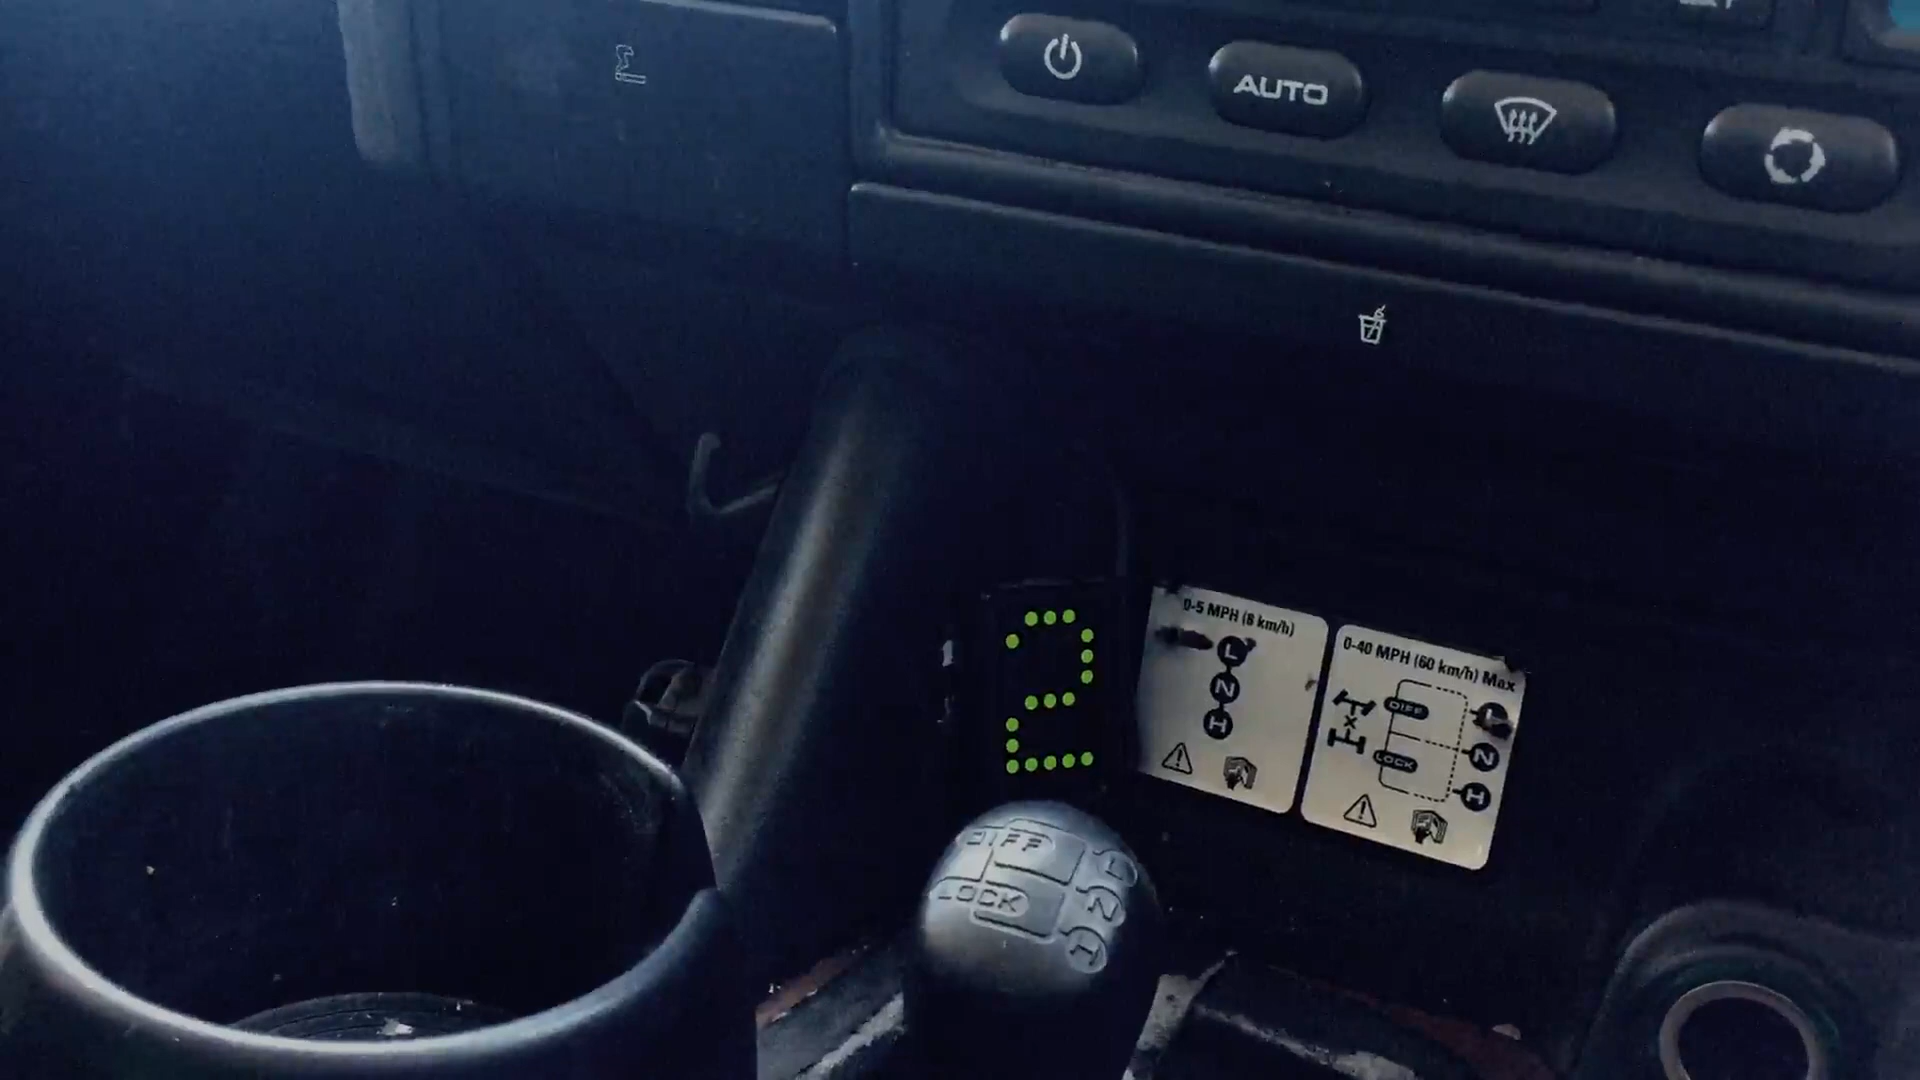 AUTO
2
0-5 MPH (8 km/h)
L
N
H
0-40 MPH (60 km/h) Max
DIFF
LOCK
L
N
H
DIFF
LOCK
L
N
H